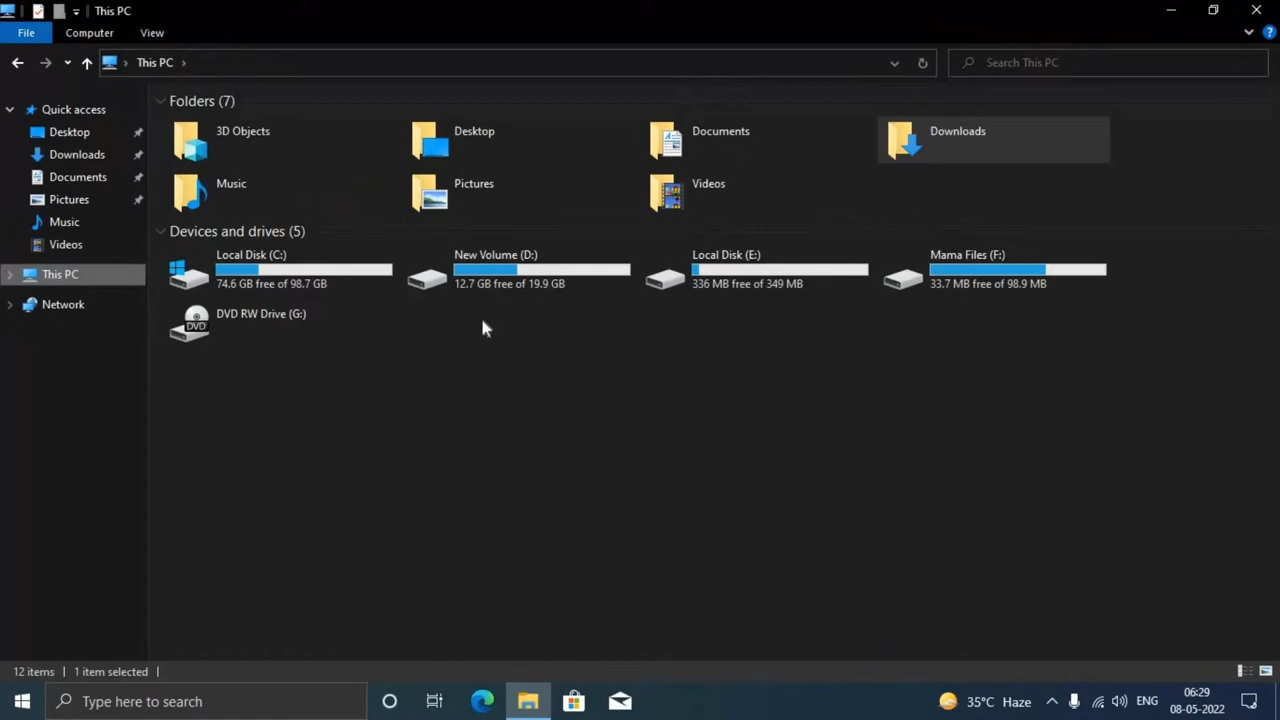 This PC
File Computer View
This PC
Search This PC
Quick access
Desktop
Downloads
Documents
Pictures
Music
Videos
This PC
Network
Folders (7)
3D Objects
Desktop
Documents
Downloads
Music
Pictures
Videos
Devices and drives (5)
Local Disk (C:)
74.6 GB free of 98.7 GB
New Volume (D:)
12.7 GB free of 19.9 GB
Local Disk (E:)
336 MB free of 349 MB
Mama Files (F:)
33.7 MB free of 98.9 MB
DVD RW Drive (G:)
DVD
12 items 1 item selected
Type here to search
35°C Haze
ENG
06:29
08-05-2022